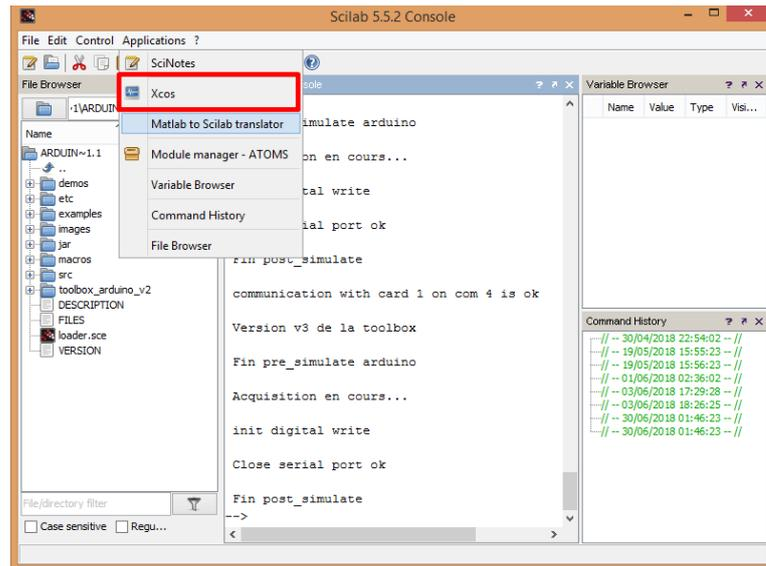 Scilab 5.5.2 Console
File Edit Control Applications ?
SciNotes
Xcos
Matlab to Scilab translator
Module manager - ATOMS
Variable Browser
Command History
File Browser
File Browser
Name
ARDUIN~1.1
..
demos
etc
examples
images
jar
macros
src
toolbox_arduino_v2
DESCRIPTION
FILES
loader.sce
VERSION
File/directory filter
Case sensitive Regu...
imulate arduino
on en cours...
tal write
ial port ok
Fin post_simulate
communication with card 1 on com 4 is ok
Version v3 de la toolbox
Fin pre_simulate arduino
Acquisition en cours...
init digital write
Close serial port ok
Fin post_simulate
-->
Variable Browser ? X
Name Value Type Visi...
Command History ? X
// -- 30/04/2018 22:54:02 -- //
// -- 19/05/2018 15:55:23 -- //
// -- 19/05/2018 15:56:23 -- //
// -- 01/06/2018 02:36:02 -- //
// -- 03/06/2018 17:29:28 -- //
// -- 03/06/2018 18:26:25 -- //
// -- 30/06/2018 01:46:23 -- //
// -- 30/06/2018 01:46:23 -- //